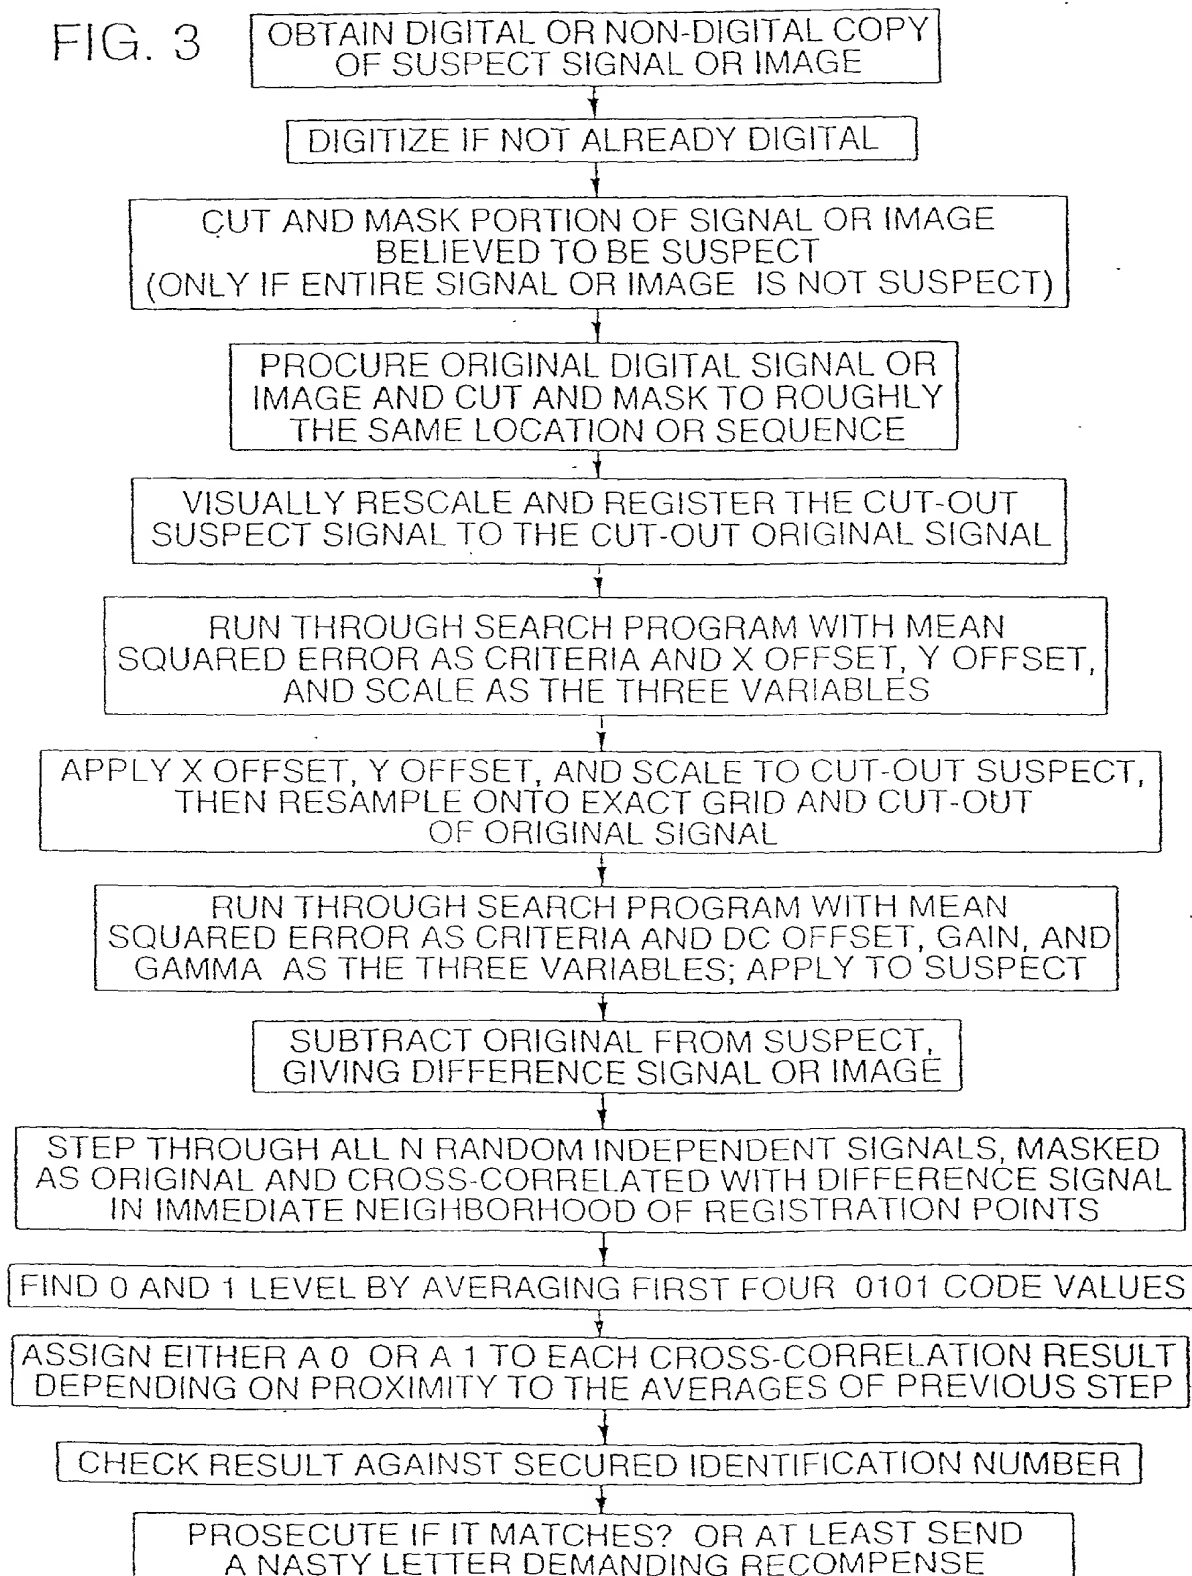 FIG. 3
OBTAIN DIGITAL OR NON-DIGITAL COPY
OF SUSPECT SIGNAL OR IMAGE
DIGITIZE IF NOT ALREADY DIGITAL
CUT AND MASK PORTION OF SIGNAL OR IMAGE
BELIEVED TO BE SUSPECT
(ONLY IF ENTIRE SIGNAL OR IMAGE IS NOT SUSPECT)
PROCURE ORIGINAL DIGITAL SIGNAL OR
IMAGE AND CUT AND MASK TO ROUGHLY
THE SAME LOCATION OR SEQUENCE
VISUALLY RESCALE AND REGISTER THE CUT-OUT
SUSPECT SIGNAL TO THE CUT-OUT ORIGINAL SIGNAL
RUN THROUGH SEARCH PROGRAM WITH MEAN
SQUARED ERROR AS CRITERIA AND X OFFSET, Y OFFSET,
AND SCALE AS THE THREE VARIABLES
APPLY X OFFSET, Y OFFSET, AND SCALE TO CUT-OUT SUSPECT,
THEN RESAMPLE ONTO EXACT GRID AND CUT-OUT
OF ORIGINAL SIGNAL
RUN THROUGH SEARCH PROGRAM WITH MEAN
SQUARED ERROR AS CRITERIA AND DC OFFSET, GAIN, AND
GAMMA AS THE THREE VARIABLES; APPLY TO SUSPECT
SUBTRACT ORIGINAL FROM SUSPECT,
GIVING DIFFERENCE SIGNAL OR IMAGE
STEP THROUGH ALL N RANDOM INDEPENDENT SIGNALS, MASKED
AS ORIGINAL AND CROSS-CORRELATED WITH DIFFERENCE SIGNAL
IN IMMEDIATE NEIGHBORHOOD OF REGISTRATION POINTS
FIND 0 AND 1 LEVEL BY AVERAGING FIRST FOUR 0101 CODE VALUES
ASSIGN EITHER A 0 OR A 1 TO EACH CROSS-CORRELATION RESULT
DEPENDING ON PROXIMITY TO THE AVERAGES OF PREVIOUS STEP
CHECK RESULT AGAINST SECURED IDENTIFICATION NUMBER
PROSECUTE IF IT MATCHES? OR AT LEAST SEND
A NASTY LETTER DEMANDING RECOMPENSE